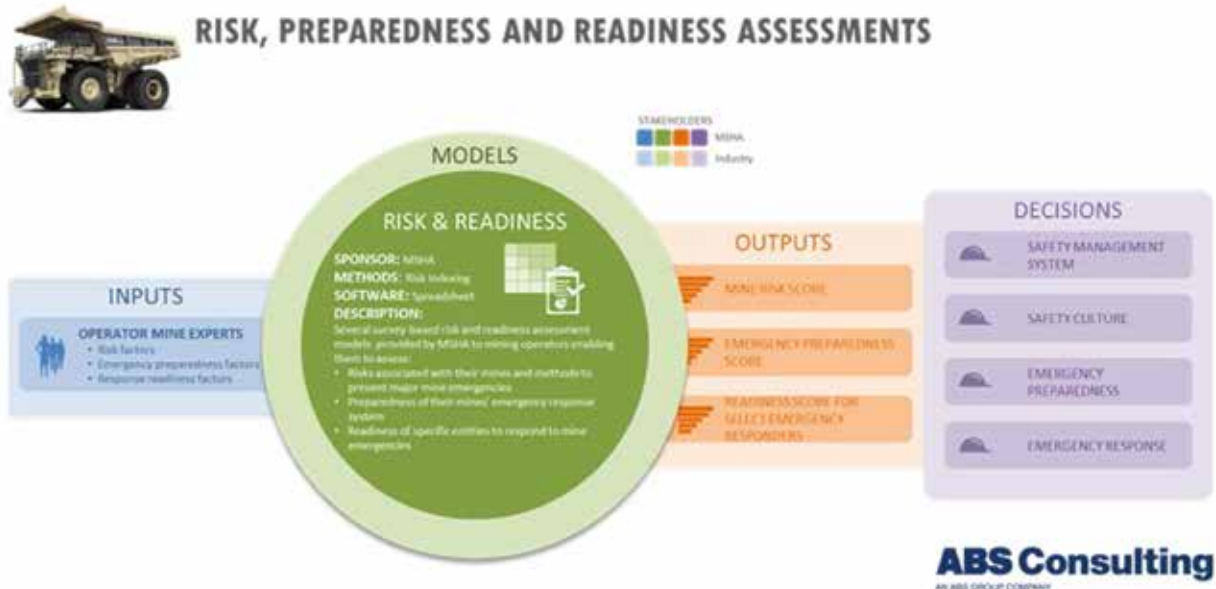 RISK, PREPAREDNESS AND READINESS ASSESSMENTS
STAKEHOLDERS
MSHA
Industry
MODELS
RISK & READINESS
SPONSOR: MSHA
METHODS: Risk Indexing
SOFTWARE: Spreadsheet
DESCRIPTION:
Several survey-based risk and readiness assessment
models provided by MSHA to mining operators enabling
them to assess:
• Risks associated with their mines and methods to
prevent major mine emergencies
• Preparedness of their mines' emergency response
system
• Readiness of specific entities to respond to mine
emergencies
INPUTS
OPERATOR MINE EXPERTS
• Risk factors
• Emergency preparedness factors
• Response readiness factors
OUTPUTS
MINE RISK SCORE
EMERGENCY PREPAREDNESS
SCORE
READINESS SCORE FOR
SELECT EMERGENCY
RESPONDERS
DECISIONS
SAFETY MANAGEMENT
SYSTEM
SAFETY CULTURE
EMERGENCY
PREPAREDNESS
EMERGENCY RESPONSE
ABS Consulting
AN ABS GROUP COMPANY